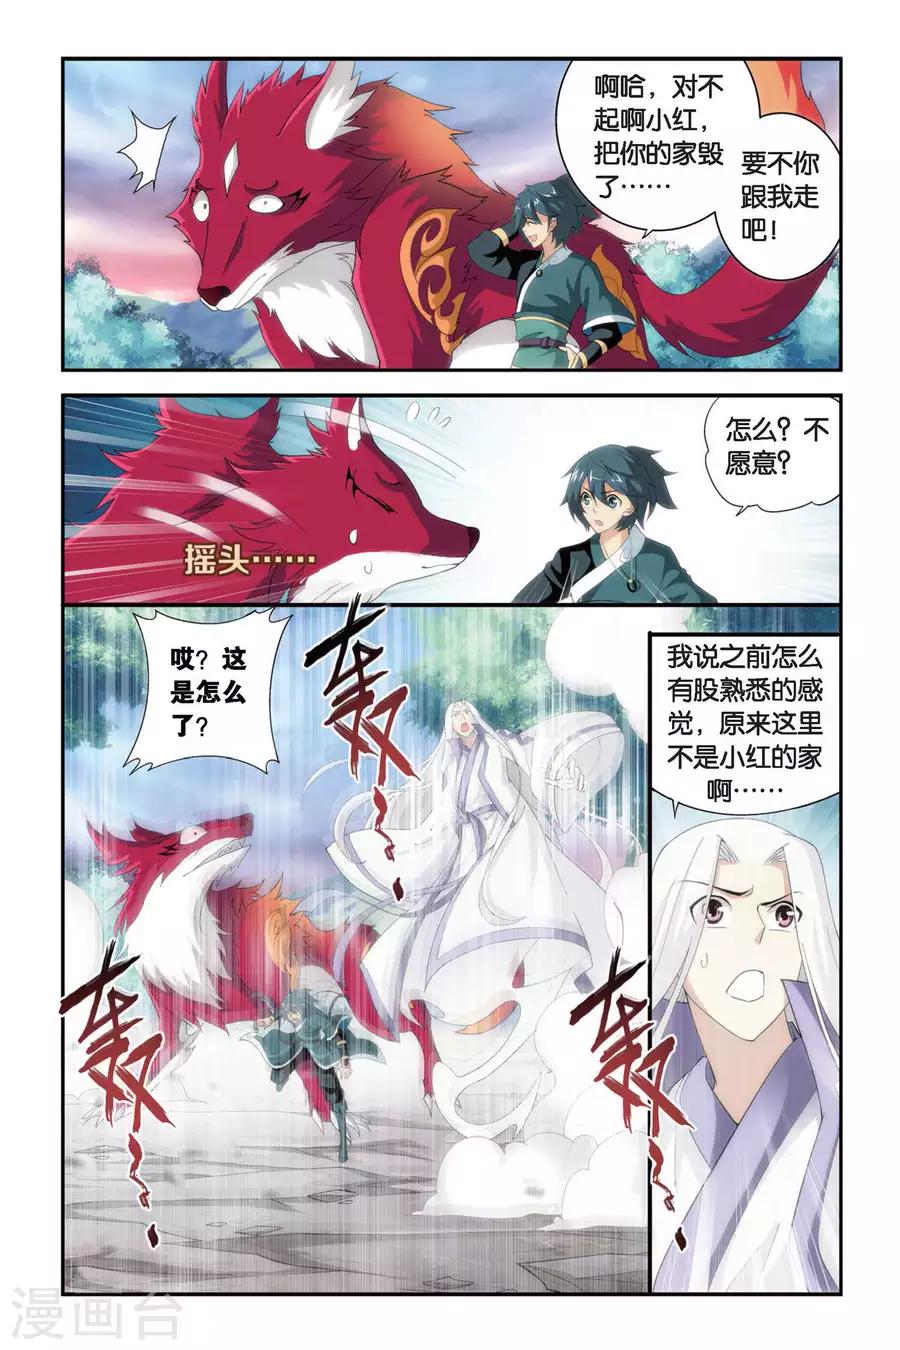 啊哈，对不
起啊小红，
把你的家毁
了……
要不你
跟我走
吧！
怎么？不
愿意？
摇头……
哎？这
是怎么
了？
轰
轰
轰
我说之前怎么
有股熟悉的感
觉，原来这里
不是小红的家
啊……
漫画台